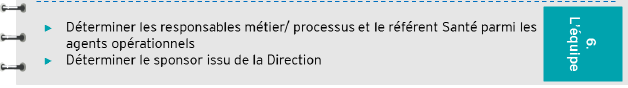 ► Déterminer les responsables métier/ processus et le référent Santé parmi les
agents opérationnels
► Déterminer le sponsor issu de la Direction
6.
L'équipe